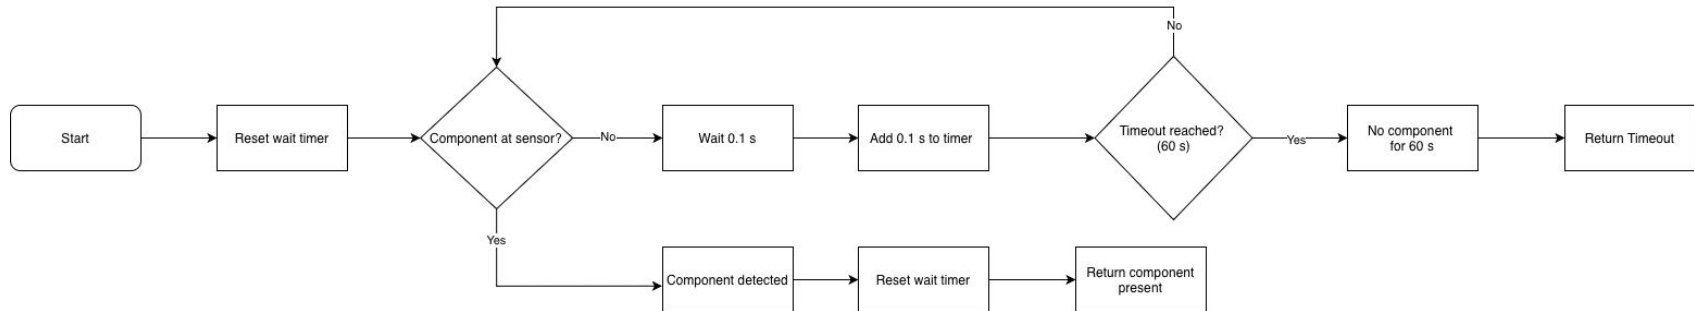 No
Start
Reset wait timer
Component at sensor?
No
Wait 0.1 s
Add 0.1 s to timer
Timeout reached?
(60 s)
Yes
No component
for 60 s
Return Timeout
Yes
Component detected
Reset wait timer
Return component
present